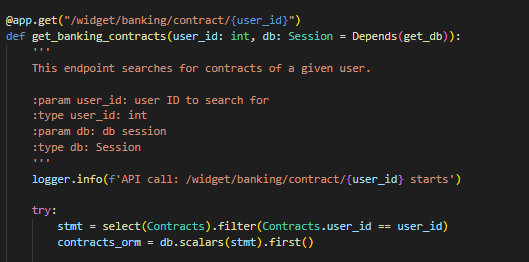 @app.get("/widget/banking/contract/{user_id}")
def get_banking_contracts(user_id: int, db: Session = Depends(get_db)):
    '''
    This endpoint searches for contracts of a given user.

    :param user_id: user ID to search for
    :type user_id: int
    :param db: db session
    :type db: Session
    '''
    logger.info(f'API call: /widget/banking/contract/{user_id} starts')

    try:
        stmt = select(Contracts).filter(Contracts.user_id == user_id)
        contracts_orm = db.scalars(stmt).first()